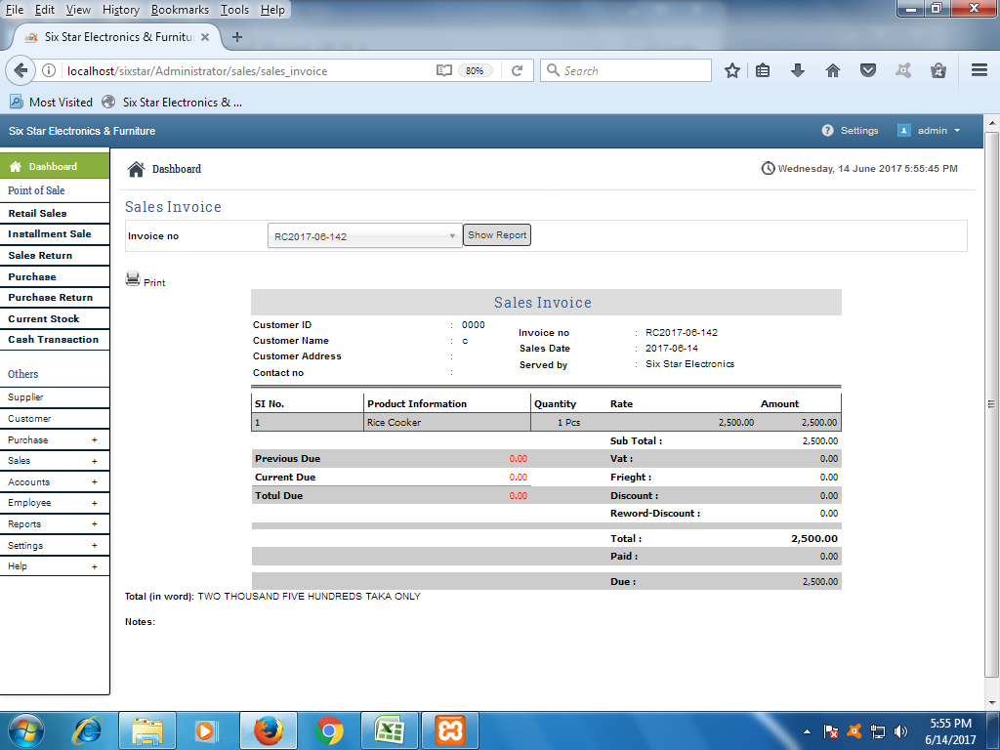 File Edit View History Bookmarks Tools Help
Six Star Electronics & Furnitu
localhost/sixstar/Administrator/sales/sales_invoice 80% Search
Most Visited Six Star Electronics & ...
Six Star Electronics & Furniture Settings admin
Dashboard
Dashboard Wednesday, 14 June 2017 5:55:45 PM
Point of Sale
Retail Sales
Installment Sale
Sales Return
Purchase
Purchase Return
Current Stock
Cash Transaction
Others
Supplier
Customer
Purchase +
Sales +
Accounts +
Employee +
Reports +
Settings +
Help +
Sales Invoice
Invoice no RC2017-06-142 Show Report
Print
Sales Invoice
Customer ID : 0000
Customer Name : c
Customer Address :
Contact no :
Invoice no : RC2017-06-142
Sales Date : 2017-06-14
Served by : Six Star Electronics
SI No. Product Information Quantity Rate Amount
1 Rice Cooker 1 Pcs 2,500.00 2,500.00
Sub Total : 2,500.00
Previous Due 0.00 Vat : 0.00
Current Due 0.00 Frieght : 0.00
Totul Due 0.00 Discount : 0.00
Reword-Discount : 0.00
Total : 2,500.00
Paid : 0.00
Due : 2,500.00
Total (in word): TWO THOUSAND FIVE HUNDREDS TAKA ONLY
Notes:
5:55 PM
6/14/2017